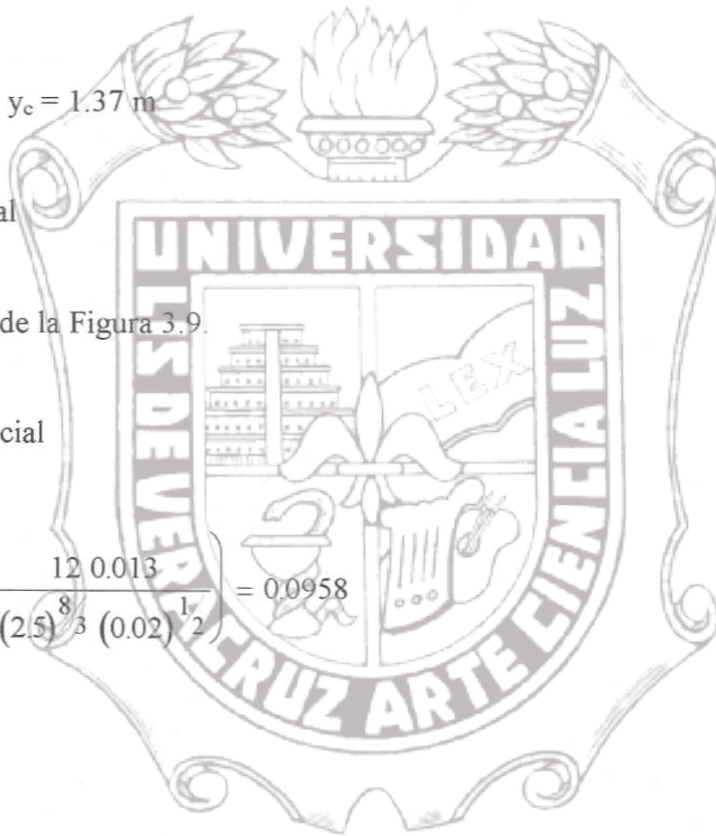 y_c = 1.37 m
al
de la Figura 3.9.
cial
12 0.013
(2.5)^8 3 (0.02)^1 2 ) = 0.0958
UNIVERSIDAD
LIS DE VERACRUZ ARTE CIENCIA LUZ
LEX